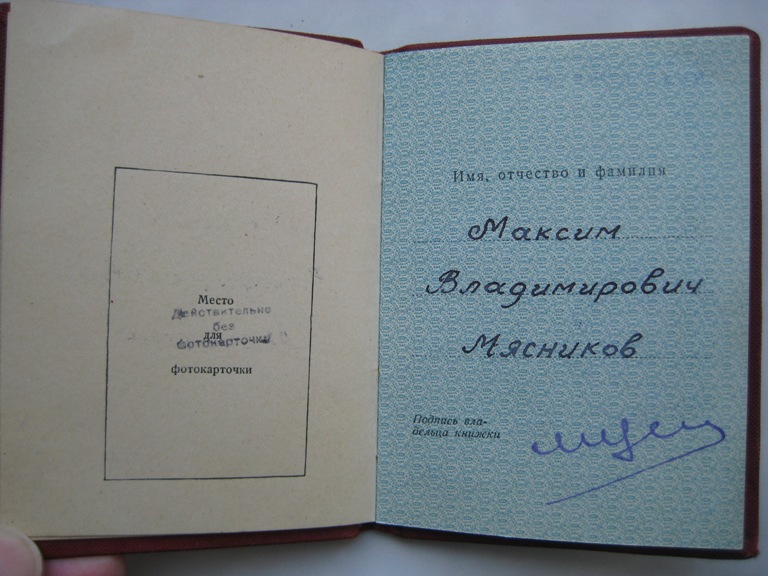 Место
Действительно
без
для
фотокарточки
фотокарточки
Имя, отчество и фамилия
Максим
Владимирович
Мясников
Подпись вла-
дельца книжки